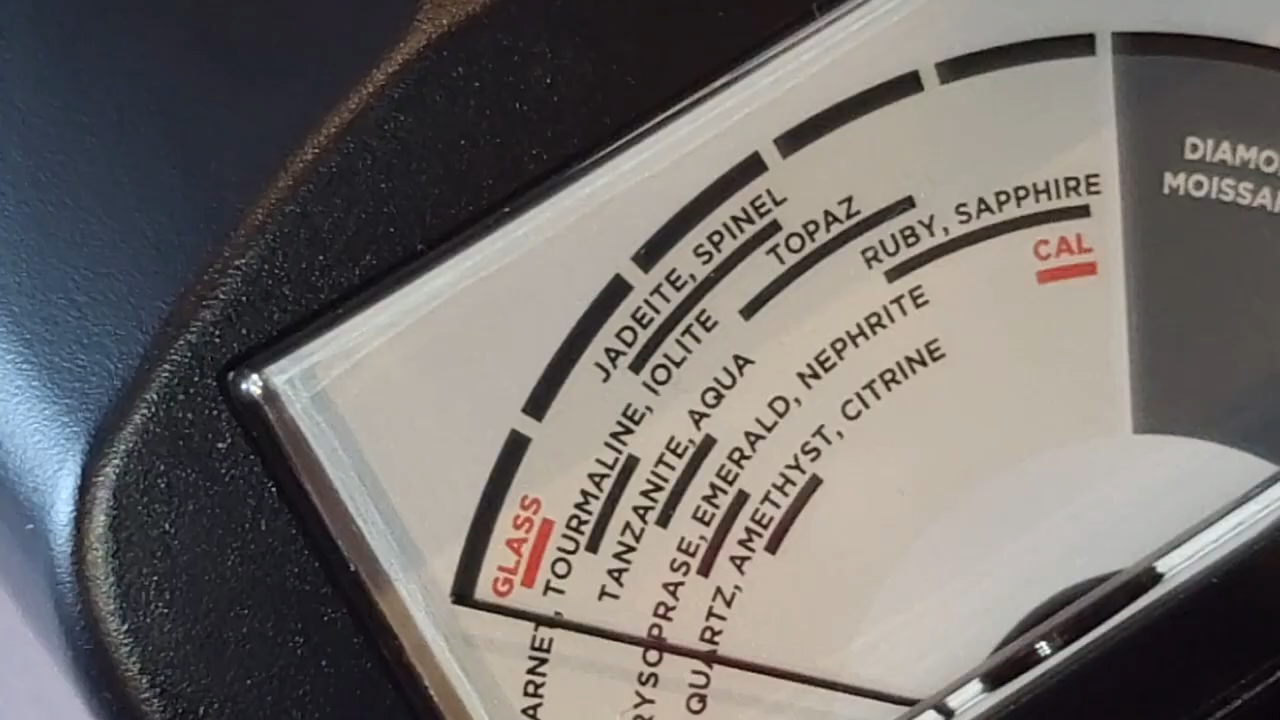 DIAMO
MOISSA
JADEITE, SPINEL
TOPAZ
RUBY, SAPPHIRE
CAL
GLASS
ARNET, TOURMALINE, IOLITE
TANZANITE, AQUA
RYSOPRASE, EMERALD, NEPHRITE
QUARTZ, AMETHYST, CITRINE